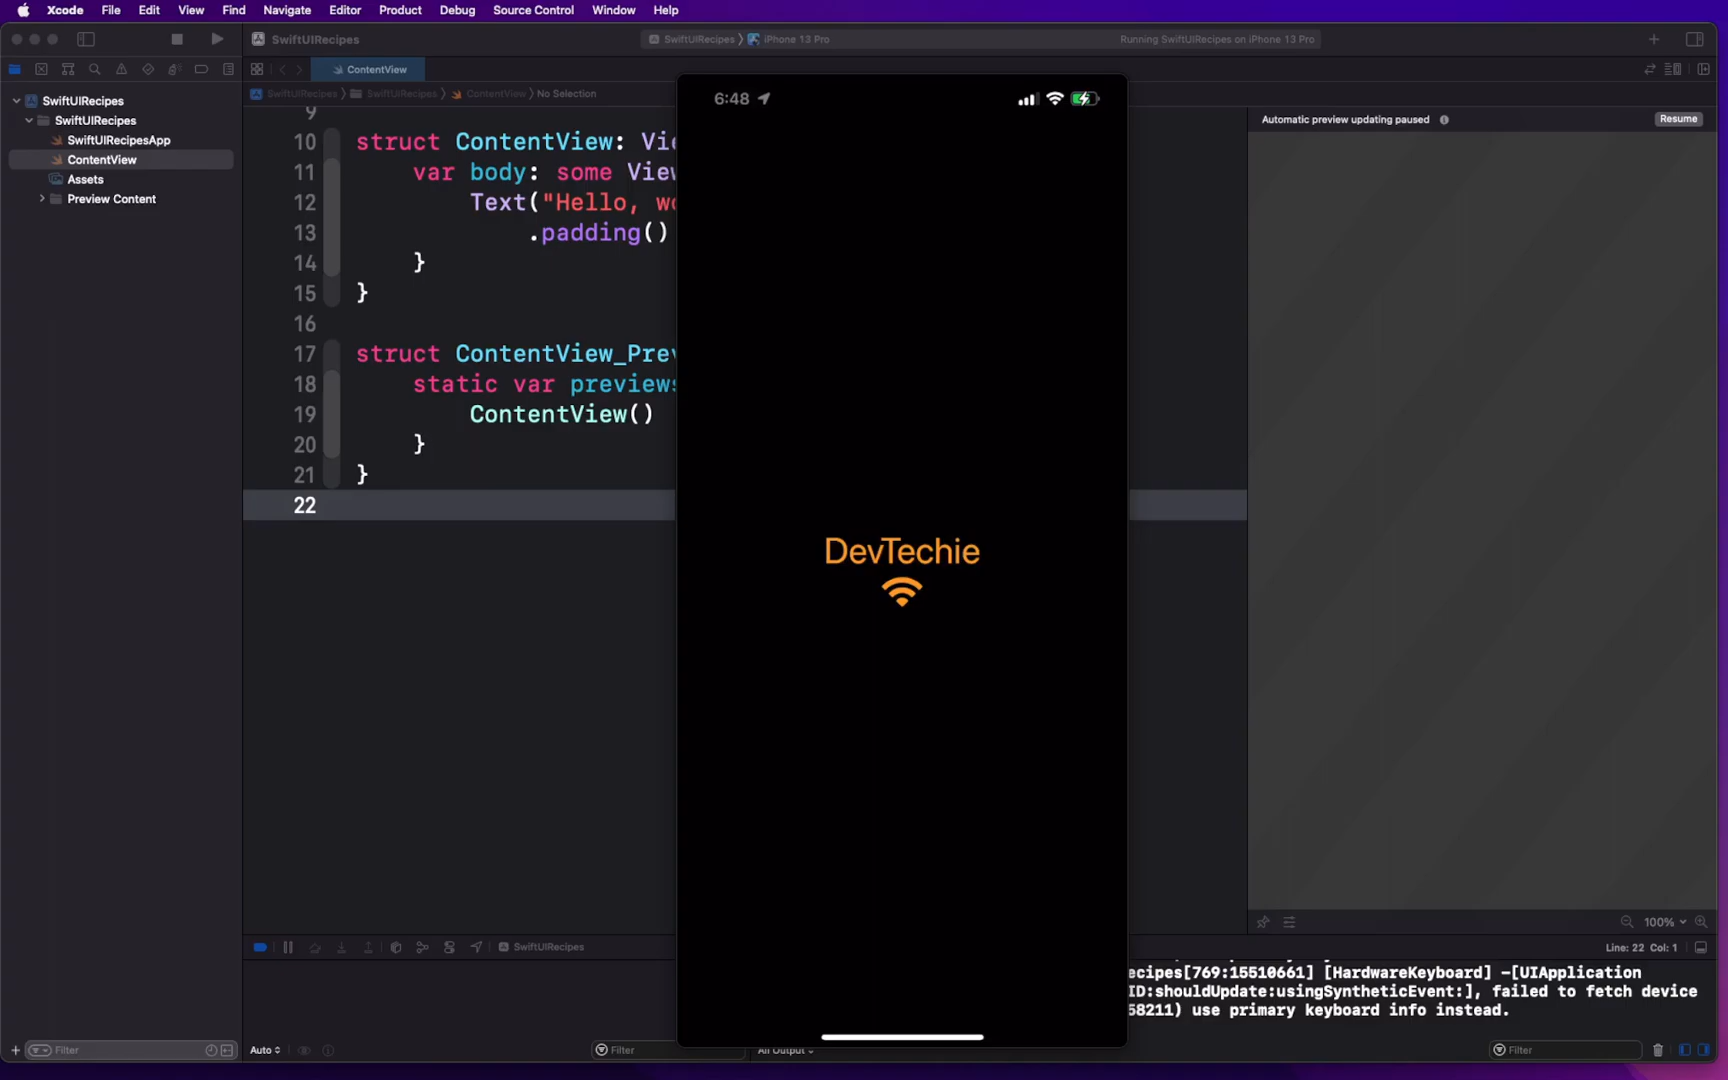 Xcode File Edit View Find Navigate Editor Product Debug Source Control Window Help
SwiftUIRecipes
SwiftUIRecipes
iPhone 13 Pro
Running SwiftUIRecipes on iPhone 13 Pro
ContentView
SwiftUIRecipes
SwiftUIRecipes
ContentView
No Selection
SwiftUIRecipes
SwiftUIRecipes
SwiftUIRecipesApp
ContentView
Assets
Preview Content
9
10 struct ContentView: Vie
11 var body: some View
12 Text("Hello, wo
13 .padding()
14 }
15 }
16
17 struct ContentView_Prev
18 static var previews
19 ContentView()
20 }
21 }
22
6:48
DevTechie
Automatic preview updating paused
Resume
100%
SwiftUIRecipes
Line: 22 Col: 1
ecipes[769:15510661] [HardwareKeyboard] -[UIApplication
ID:shouldUpdate:usingSyntheticEvent:], failed to fetch device
58211) use primary keyboard info instead.
Filter
Auto
Filter
All Output
Filter